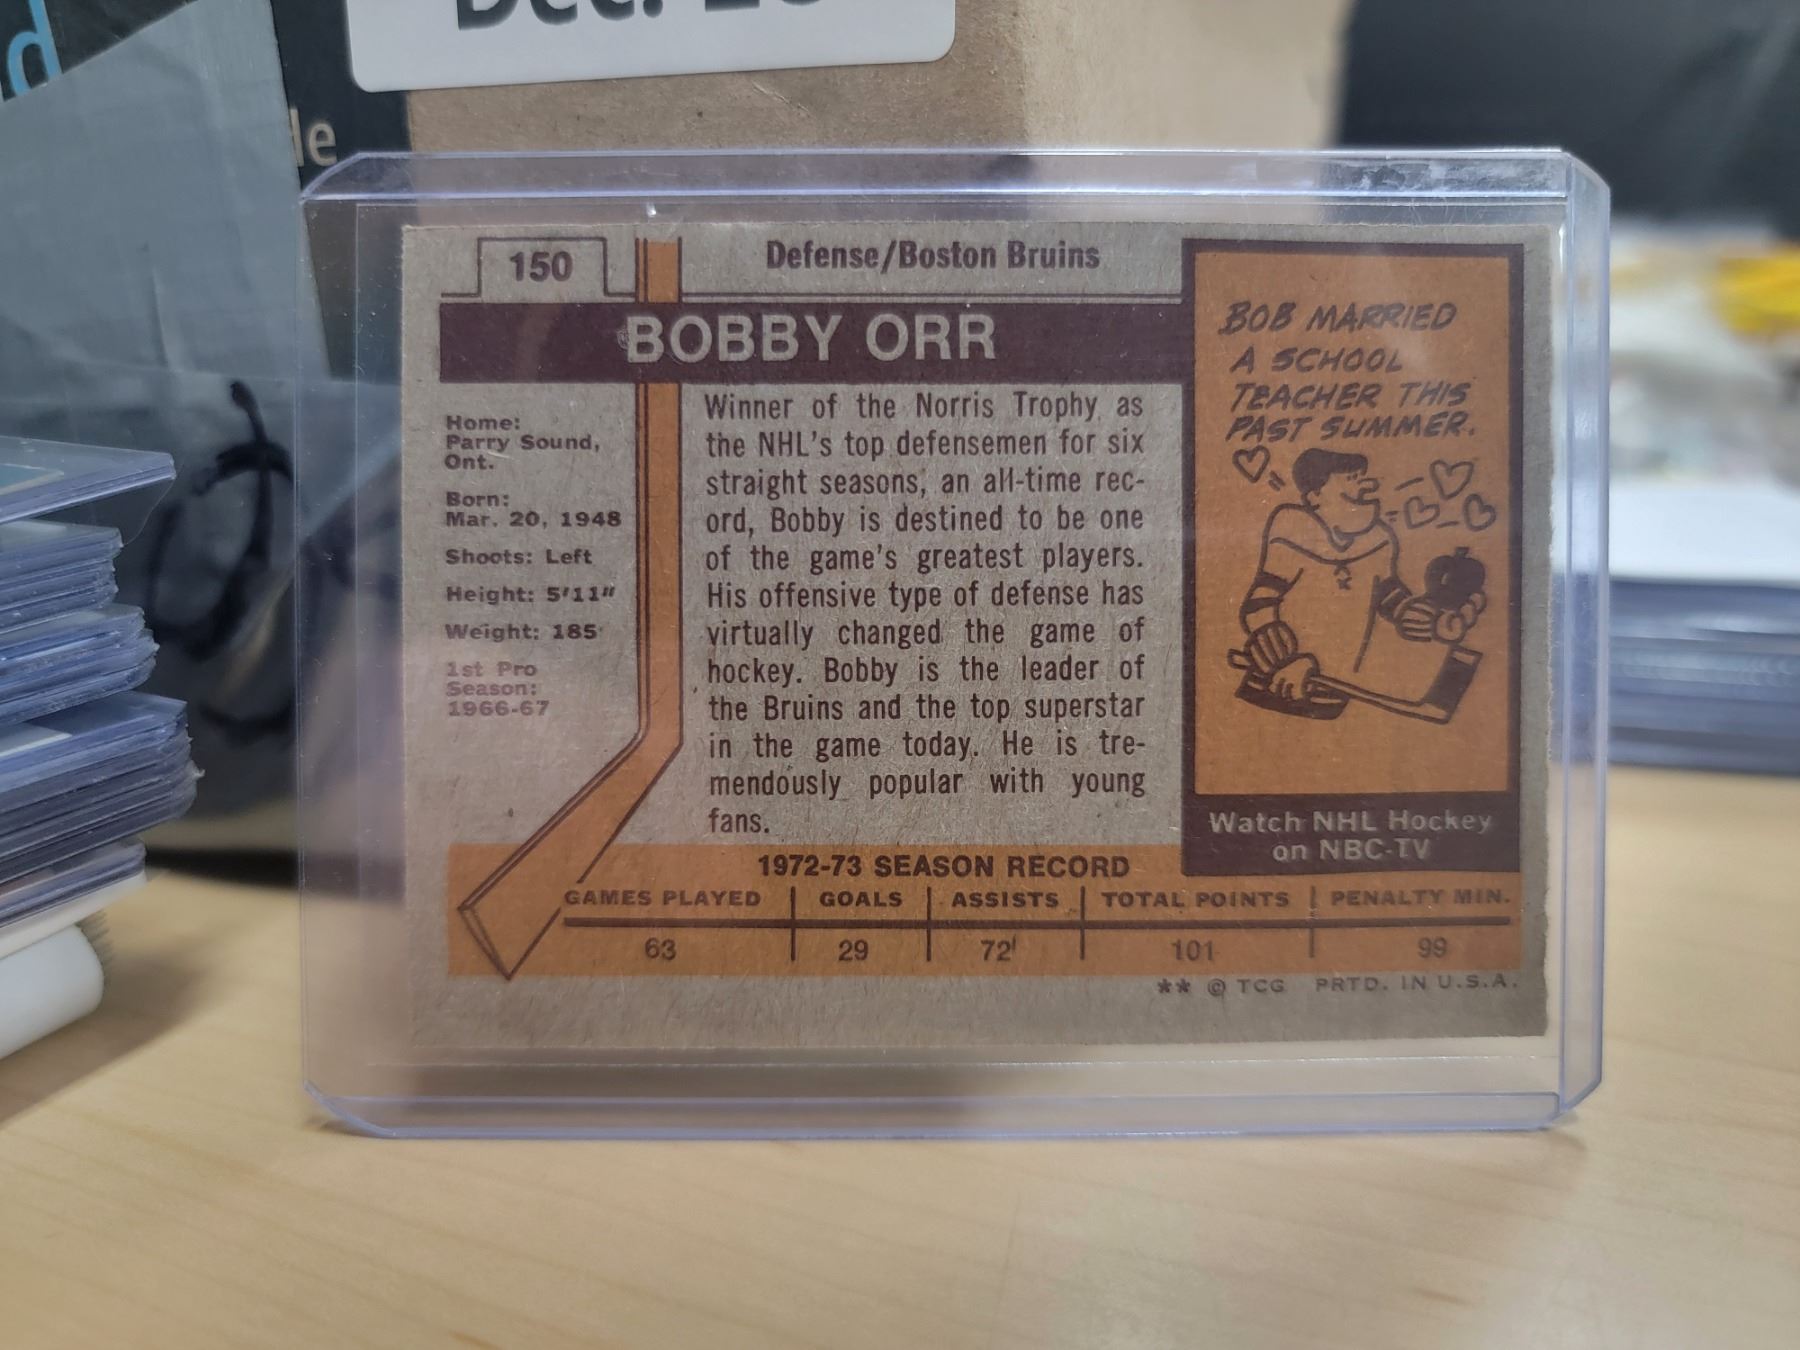 le
150
Defense/Boston Bruins
BOBBY ORR
Home:
Parry Sound,
Ont.
Born:
Mar. 20, 1948
Shoots: Left
Height: 5'11"
Weight: 185
1st Pro
Season:
1966-67
Winner of the Norris Trophy as
the NHL's top defensemen for six
straight seasons, an all-time rec-
ord, Bobby is destined to be one
of the game's greatest players.
His offensive type of defense has
virtually changed the game of
hockey. Bobby is the leader of
the Bruins and the top superstar
in the game today. He is tre-
mendously popular with young
fans.
BOB MARRIED
A SCHOOL
TEACHER THIS
PAST SUMMER.
Watch NHL Hockey
on NBC-TV
1972-73 SEASON RECORD
GAMES PLAYED GOALS ASSISTS TOTAL POINTS PENALTY MIN.
63 29 72 101 99
** © TCG PRTD. IN U.S.A.